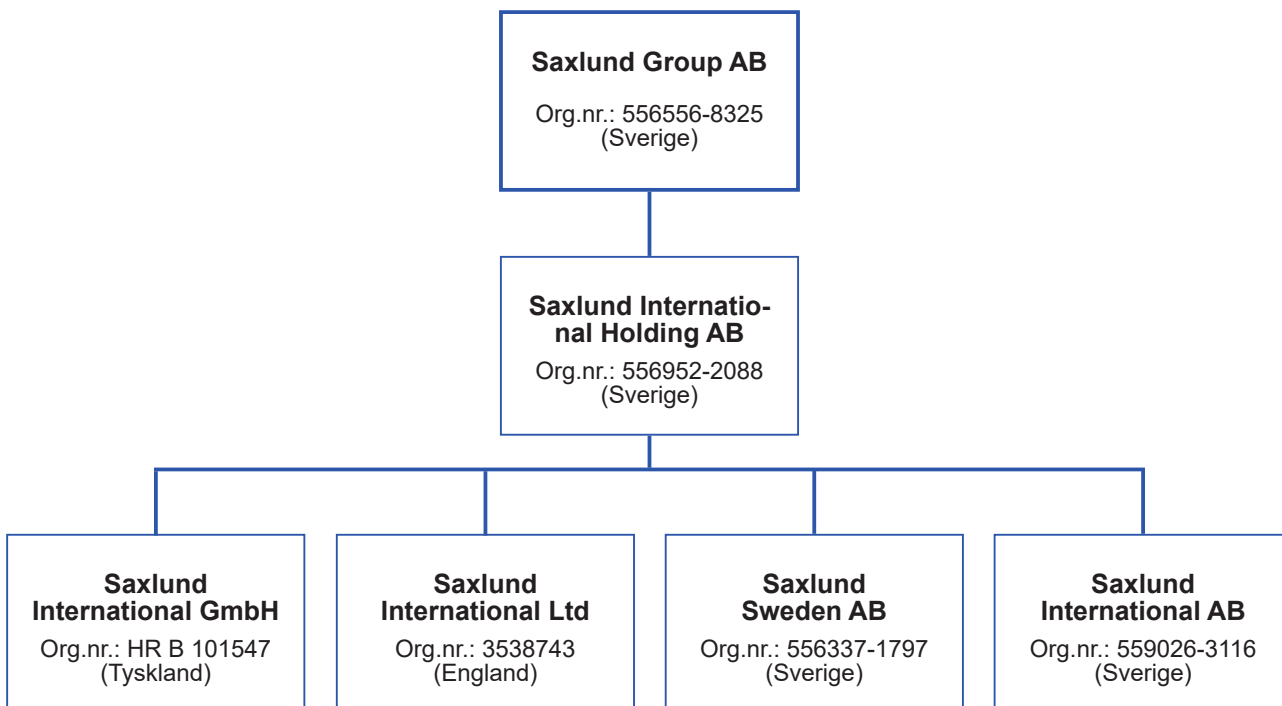 Saxlund Group AB
Org.nr.: 556556-8325
(Sverige)
Saxlund Internatio-
nal Holding AB
Org.nr.: 556952-2088
(Sverige)
Saxlund
International GmbH
Org.nr.: HR B 101547
(Tyskland)
Saxlund
International Ltd
Org.nr.: 3538743
(England)
Saxlund
Sweden AB
Org.nr.: 556337-1797
(Sverige)
Saxlund
International AB
Org.nr.: 559026-3116
(Sverige)